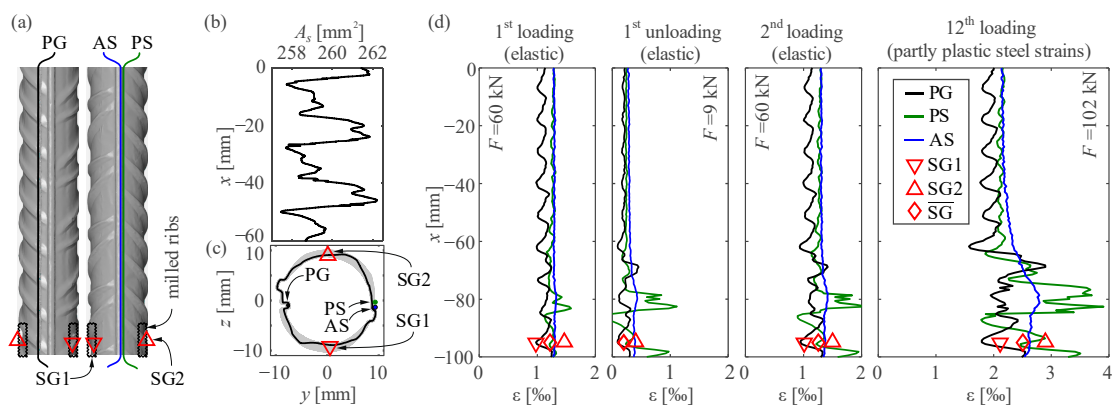 (a)
PG AS PS
milled ribs
SG1 SG2
(b)
A_s [mm²]
258 260 262
0
−20
−40
−60
x [mm]
(c)
10
0
−10
z [mm]
−10 0 10
y [mm]
PG
PS
AS
SG2
SG1
(d)
1st loading
(elastic)
F=60 kN
0
−20
−40
−60
−80
−100
x [mm]
0 1 2
ε [‰]
1st unloading
(elastic)
F=9 kN
0 1 2
ε [‰]
2nd loading
(elastic)
F=60 kN
0 1 2
ε [‰]
12th loading
(partly plastic steel strains)
F=102 kN
PG
PS
AS
SG1
SG2
S̅G̅
0 1 2 3 4
ε [‰]